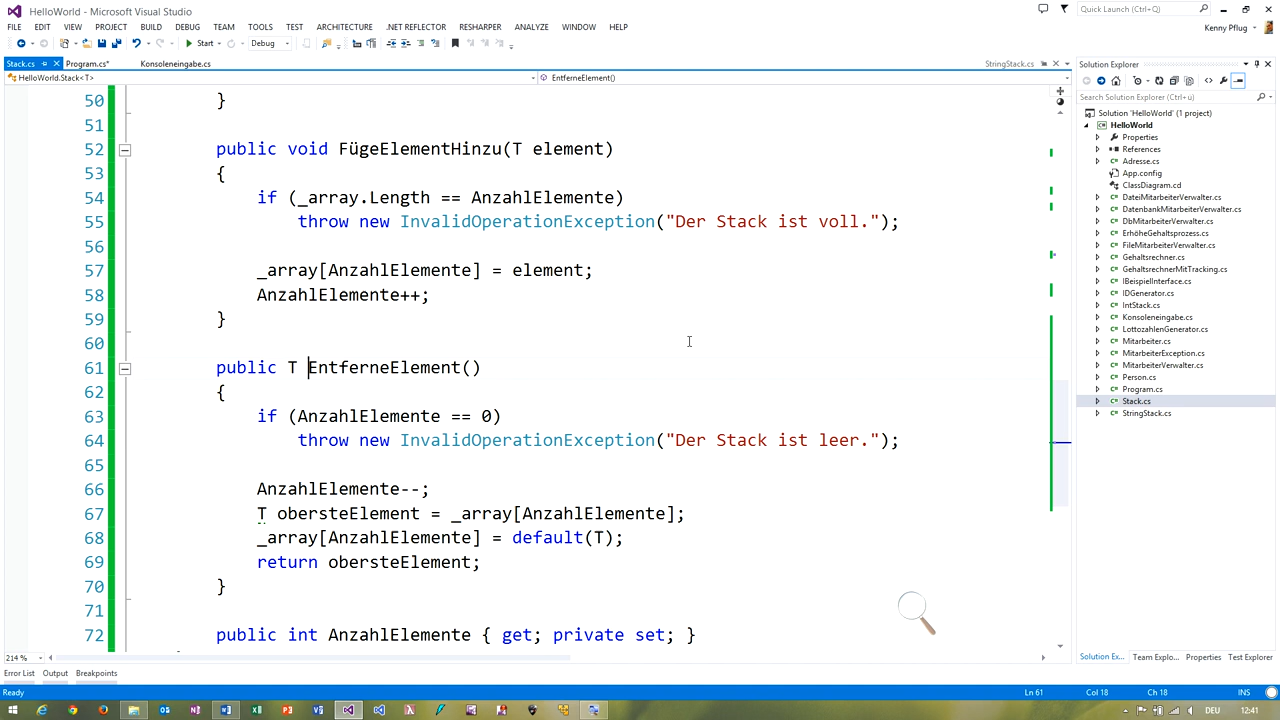 HelloWorld - Microsoft Visual Studio
Quick Launch (Ctrl+Q)
FILE EDIT VIEW PROJECT BUILD DEBUG TEAM TOOLS TEST ARCHITECTURE .NET REFLECTOR RESHARPER ANALYZE WINDOW HELP
Kenny Pflug
Start Debug
Stack.cs Program.cs* Konsoleneingabe.cs StringStack.cs
HelloWorld.Stack<T> EntferneElement()
50 }
51
52 public void FügeElementHinzu(T element)
53 {
54 if (_array.Length == AnzahlElemente)
55 throw new InvalidOperationException("Der Stack ist voll.");
56
57 _array[AnzahlElemente] = element;
58 AnzahlElemente++;
59 }
60
61 public T EntferneElement()
62 {
63 if (AnzahlElemente == 0)
64 throw new InvalidOperationException("Der Stack ist leer.");
65
66 AnzahlElemente--;
67 T obersteElement = _array[AnzahlElemente];
68 _array[AnzahlElemente] = default(T);
69 return obersteElement;
70 }
71
72 public int AnzahlElemente { get; private set; }
214 %
Solution Explorer
Search Solution Explorer (Ctrl+ü)
Solution 'HelloWorld' (1 project)
HelloWorld
Properties
References
Adresse.cs
App.config
ClassDiagram.cd
DateiMitarbeiterVerwalter.cs
DatenbankMitarbeiterVerwalter.cs
DbMitarbeiterVerwalter.cs
ErhöheGehaltsprozess.cs
FileMitarbeiterVerwalter.cs
Gehaltsrechner.cs
GehaltsrechnerMitTracking.cs
IBeispielInterface.cs
IDGenerator.cs
IntStack.cs
Konsoleneingabe.cs
LottozahlenGenerator.cs
Mitarbeiter.cs
MitarbeiterException.cs
MitarbeiterVerwalter.cs
Person.cs
Program.cs
Stack.cs
StringStack.cs
Solution Ex... Team Explo... Properties Test Explorer
Error List Output Breakpoints
Ready Ln 61 Col 18 Ch 18 INS
DEU 12:41